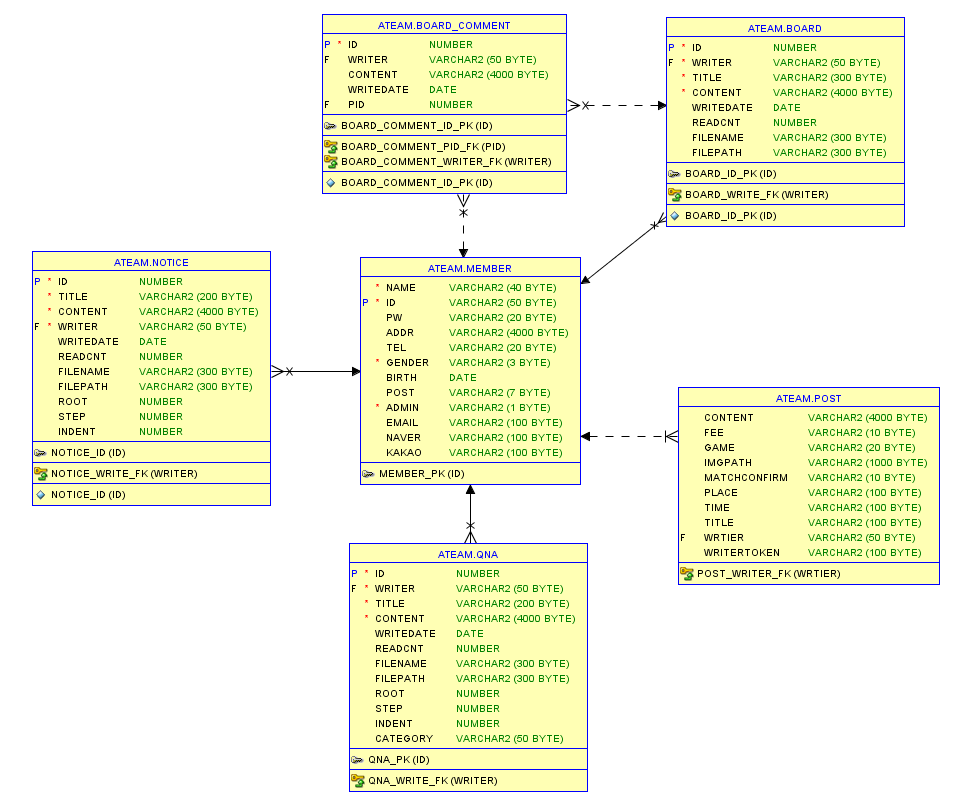 ATEAM.BOARD_COMMENT
P * ID NUMBER
F WRITER VARCHAR2 (50 BYTE)
CONTENT VARCHAR2 (4000 BYTE)
WRITEDATE DATE
F PID NUMBER
BOARD_COMMENT_ID_PK (ID)
BOARD_COMMENT_PID_FK (PID)
BOARD_COMMENT_WRITER_FK (WRITER)
BOARD_COMMENT_ID_PK (ID)
ATEAM.BOARD
P * ID NUMBER
F * WRITER VARCHAR2 (50 BYTE)
* TITLE VARCHAR2 (300 BYTE)
* CONTENT VARCHAR2 (4000 BYTE)
WRITEDATE DATE
READCNT NUMBER
FILENAME VARCHAR2 (300 BYTE)
FILEPATH VARCHAR2 (300 BYTE)
BOARD_ID_PK (ID)
BOARD_WRITE_FK (WRITER)
BOARD_ID_PK (ID)
ATEAM.NOTICE
P * ID NUMBER
* TITLE VARCHAR2 (200 BYTE)
* CONTENT VARCHAR2 (4000 BYTE)
F * WRITER VARCHAR2 (50 BYTE)
WRITEDATE DATE
READCNT NUMBER
FILENAME VARCHAR2 (300 BYTE)
FILEPATH VARCHAR2 (300 BYTE)
ROOT NUMBER
STEP NUMBER
INDENT NUMBER
NOTICE_ID (ID)
NOTICE_WRITE_FK (WRITER)
NOTICE_ID (ID)
ATEAM.MEMBER
* NAME VARCHAR2 (40 BYTE)
P * ID VARCHAR2 (50 BYTE)
PW VARCHAR2 (20 BYTE)
ADDR VARCHAR2 (4000 BYTE)
TEL VARCHAR2 (20 BYTE)
* GENDER VARCHAR2 (3 BYTE)
BIRTH DATE
POST VARCHAR2 (7 BYTE)
* ADMIN VARCHAR2 (1 BYTE)
EMAIL VARCHAR2 (100 BYTE)
NAVER VARCHAR2 (100 BYTE)
KAKAO VARCHAR2 (100 BYTE)
MEMBER_PK (ID)
ATEAM.POST
CONTENT VARCHAR2 (4000 BYTE)
FEE VARCHAR2 (10 BYTE)
GAME VARCHAR2 (20 BYTE)
IMGPATH VARCHAR2 (1000 BYTE)
MATCHCONFIRM VARCHAR2 (10 BYTE)
PLACE VARCHAR2 (100 BYTE)
TIME VARCHAR2 (100 BYTE)
TITLE VARCHAR2 (100 BYTE)
F WRTIER VARCHAR2 (50 BYTE)
WRITERTOKEN VARCHAR2 (100 BYTE)
POST_WRITER_FK (WRTIER)
ATEAM.QNA
P * ID NUMBER
F * WRITER VARCHAR2 (50 BYTE)
* TITLE VARCHAR2 (200 BYTE)
* CONTENT VARCHAR2 (4000 BYTE)
WRITEDATE DATE
READCNT NUMBER
FILENAME VARCHAR2 (300 BYTE)
FILEPATH VARCHAR2 (300 BYTE)
ROOT NUMBER
STEP NUMBER
INDENT NUMBER
CATEGORY VARCHAR2 (50 BYTE)
QNA_PK (ID)
QNA_WRITE_FK (WRITER)